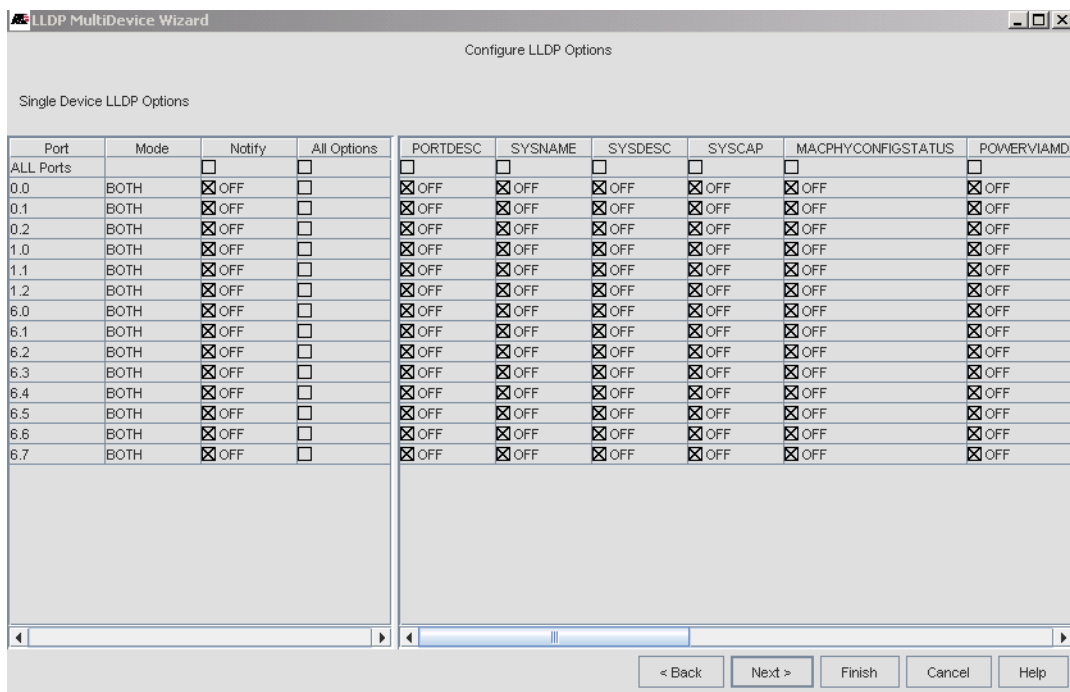 LLDP MultiDevice Wizard
Configure LLDP Options
Single Device LLDP Options
Port Mode Notify All Options PORTDESC SYSNAME SYSDESC SYSCAP MACPHYCONFIGSTATUS POWERVIAMD
ALL Ports
0.0 BOTH OFF OFF OFF OFF OFF OFF OFF
0.1 BOTH OFF OFF OFF OFF OFF OFF OFF
0.2 BOTH OFF OFF OFF OFF OFF OFF OFF
1.0 BOTH OFF OFF OFF OFF OFF OFF OFF
1.1 BOTH OFF OFF OFF OFF OFF OFF OFF
1.2 BOTH OFF OFF OFF OFF OFF OFF OFF
6.0 BOTH OFF OFF OFF OFF OFF OFF OFF
6.1 BOTH OFF OFF OFF OFF OFF OFF OFF
6.2 BOTH OFF OFF OFF OFF OFF OFF OFF
6.3 BOTH OFF OFF OFF OFF OFF OFF OFF
6.4 BOTH OFF OFF OFF OFF OFF OFF OFF
6.5 BOTH OFF OFF OFF OFF OFF OFF OFF
6.6 BOTH OFF OFF OFF OFF OFF OFF OFF
6.7 BOTH OFF OFF OFF OFF OFF OFF OFF
< Back Next > Finish Cancel Help